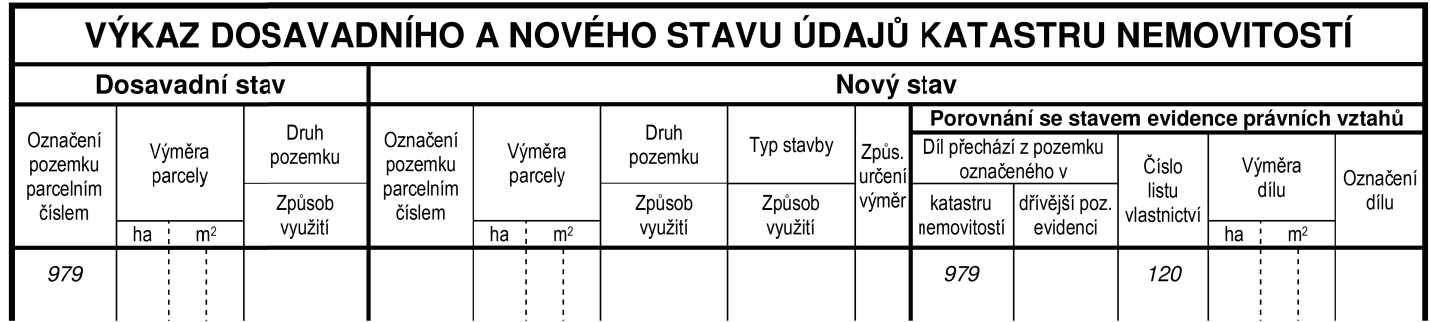 VÝKAZ DOSAVADNÍHO A NOVÉHO STAVU ÚDAJŮ KATASTRU NEMOVITOSTÍ
Dosavadní stav
Nový stav
Označení
pozemku
parcelním
číslem
Výměra
parcely
ha
m²
Druh
pozemku
Způsob
využití
Označení
pozemku
parcelním
číslem
Výměra
parcely
ha
m²
Druh
pozemku
Způsob
využití
Typ stavby
Způsob
využití
Způs.
určení
výměr
Porovnání se stavem evidence právních vztahů
Díl přechází z pozemku
označeného v
katastru
nemovitostí
dřívější poz.
evidenci
Číslo
listu
vlastnictví
Výměra
dílu
ha
m²
Označení
dílu
979
979
120